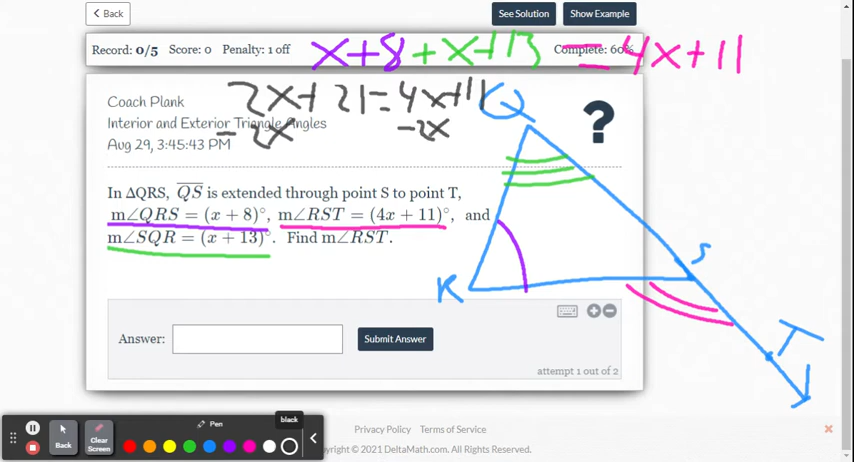 Back
See Solution
Show Example
Record: 0/5 Score: 0 Penalty: 1 off Complete: 60%
x+8 + x+13 = 4x+11
2x+21=4x+11
-2x -2x
Coach Plank
Interior and Exterior Triangle Angles
Aug 29, 3:45:43 PM
?
In ΔQRS, \overline{QS} is extended through point S to point T,
m∠QRS = (x + 8)°, m∠RST = (4x + 11)°, and
m∠SQR = (x + 13)°. Find m∠RST.
Q
S
R
T
Answer:
Submit Answer
attempt 1 out of 2
Pen
black
Back
Clear Screen
Privacy Policy Terms of Service
pyright © 2021 DeltaMath.com. All Rights Reserved.